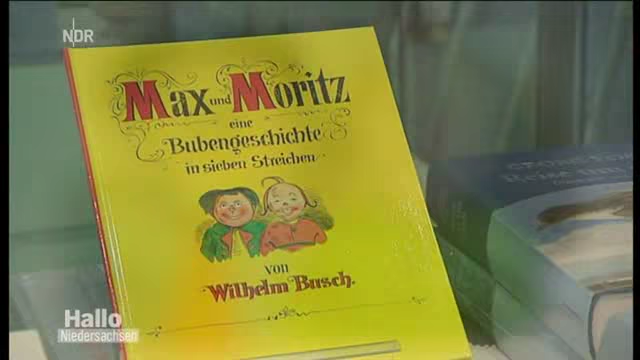 NDR
Max und Moritz
eine
Bubengeschichte
in sieben Streichen
von
Wilhelm Busch.
Hallo
Niedersachsen